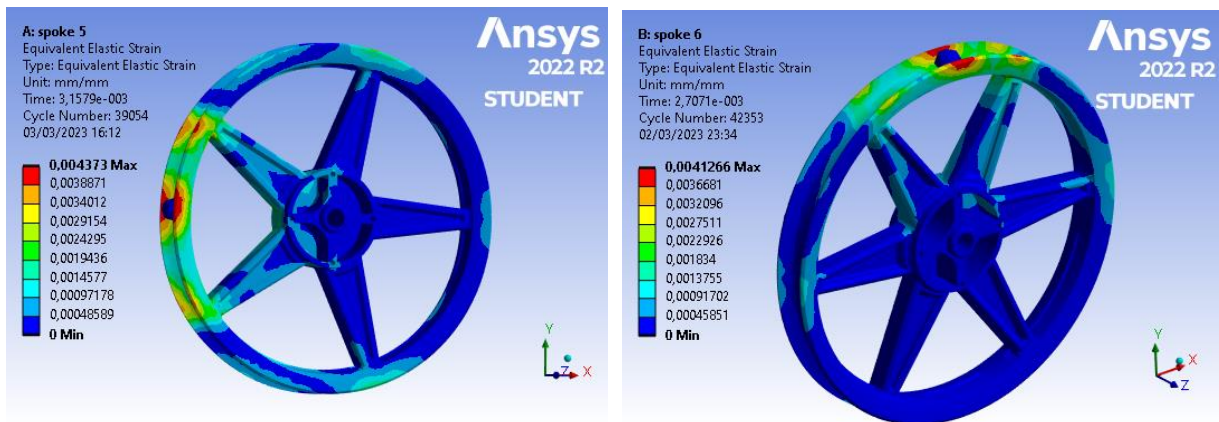 A: spoke 5
Equivalent Elastic Strain
Type: Equivalent Elastic Strain
Unit: mm/mm
Time: 3,1579e-003
Cycle Number: 39054
03/03/2023 16:12
0,004373 Max
0,0038871
0,0034012
0,0029154
0,0024295
0,0019436
0,0014577
0,00097178
0,00048589
0 Min
Ansys
2022 R2
STUDENT
Y
Z
X
B: spoke 6
Equivalent Elastic Strain
Type: Equivalent Elastic Strain
Unit: mm/mm
Time: 2,7071e-003
Cycle Number: 42353
02/03/2023 23:34
0,0041266 Max
0,0036681
0,0032096
0,0027511
0,0022926
0,001834
0,0013755
0,00091702
0,00045851
0 Min
Ansys
2022 R2
STUDENT
Y
X
Z